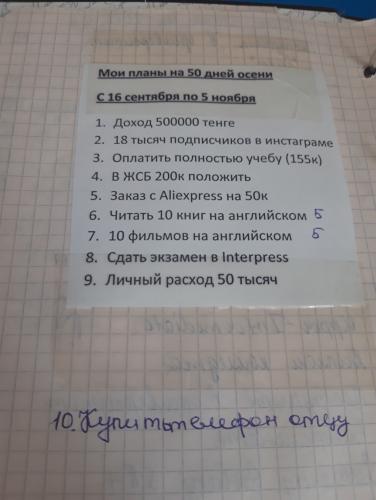 Мои планы на 50 дней осени
С 16 сентября по 5 ноября
1. Доход 500000 тенге
2. 18 тысяч подписчиков в инстаграме
3. Оплатить полностью учебу (155к)
4. В ЖСБ 200к положить
5. Заказ с Aliexpress на 50к
6. Читать 10 книг на английском 5
7. 10 фильмов на английском 5
8. Сдать экзамен в Interpress
9. Личный расход 50 тысяч
10. Купить телефон отцу